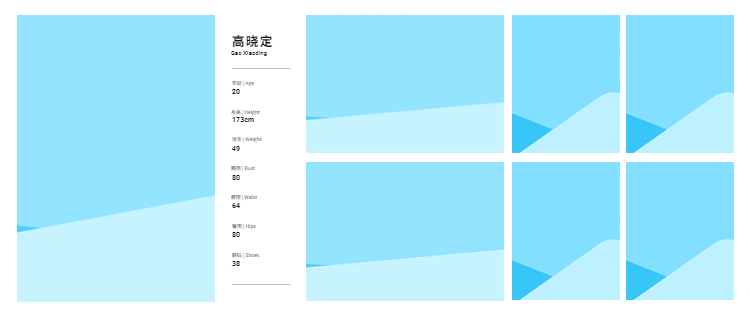 高晓定
Gao Xiaoding
年龄 | Age
20
身高 | Height
173cm
体重 | Weight
49
胸围 | Bust
80
腰围 | Waist
64
臀围 | Hips
80
鞋码 | Shoes
38